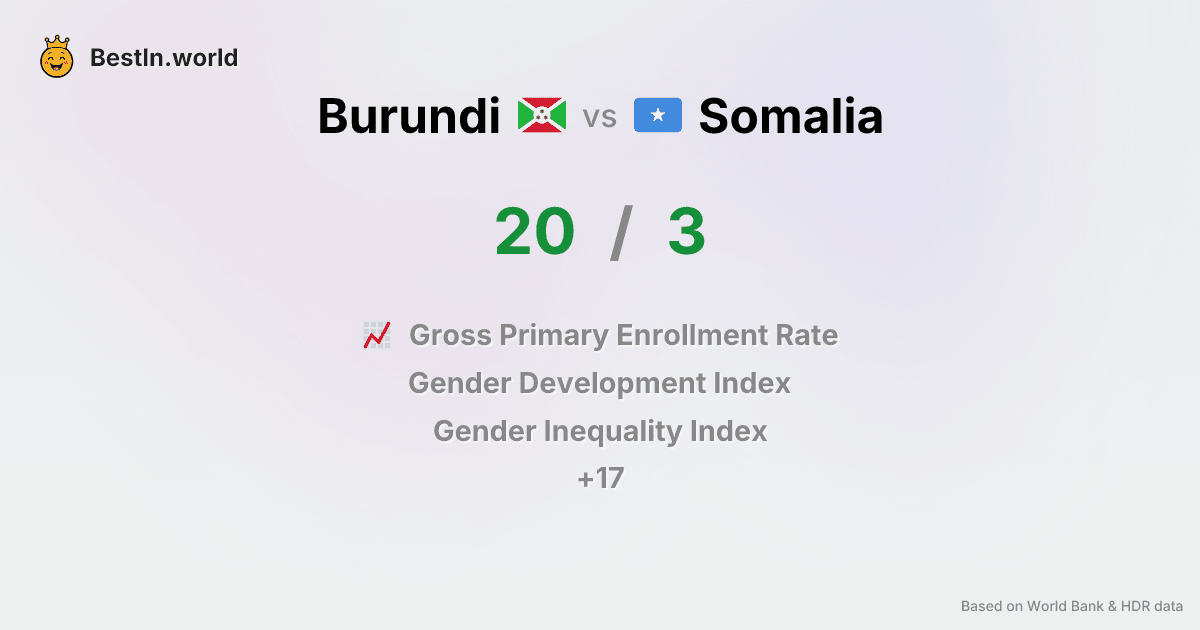 BestIn.world
Burundi vs Somalia
20 / 3
Gross Primary Enrollment Rate
Gender Development Index
Gender Inequality Index
+17
Based on World Bank & HDR data